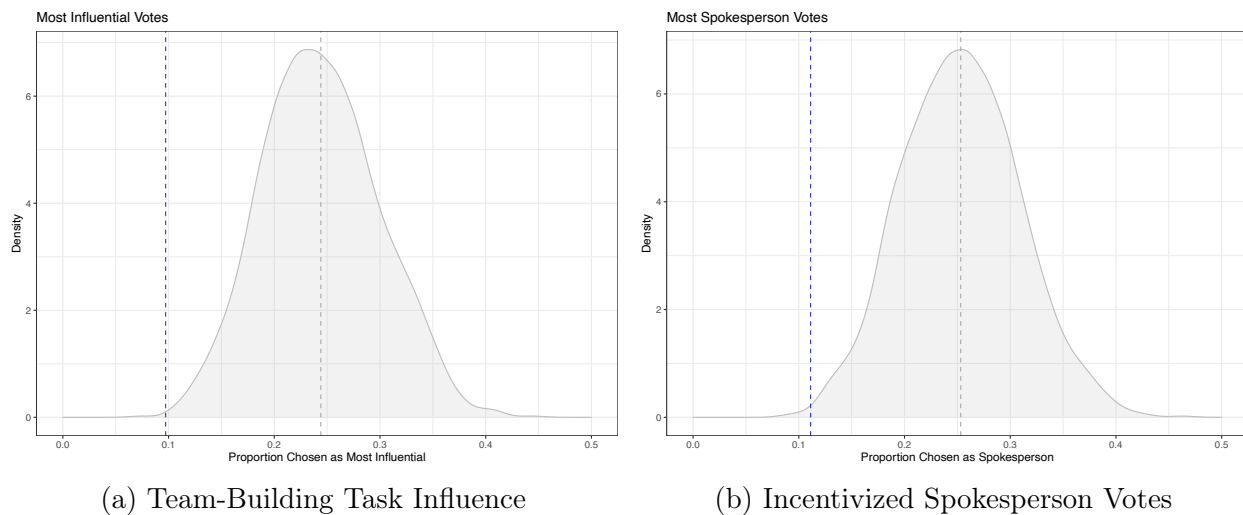 Most Influential Votes
Density
6
4
2
0
0.0 0.1 0.2 0.3 0.4 0.5
Proportion Chosen as Most Influential
(a) Team-Building Task Influence
Most Spokesperson Votes
Density
6
4
2
0
0.0 0.1 0.2 0.3 0.4 0.5
Proportion Chosen as Spokesperson
(b) Incentivized Spokesperson Votes